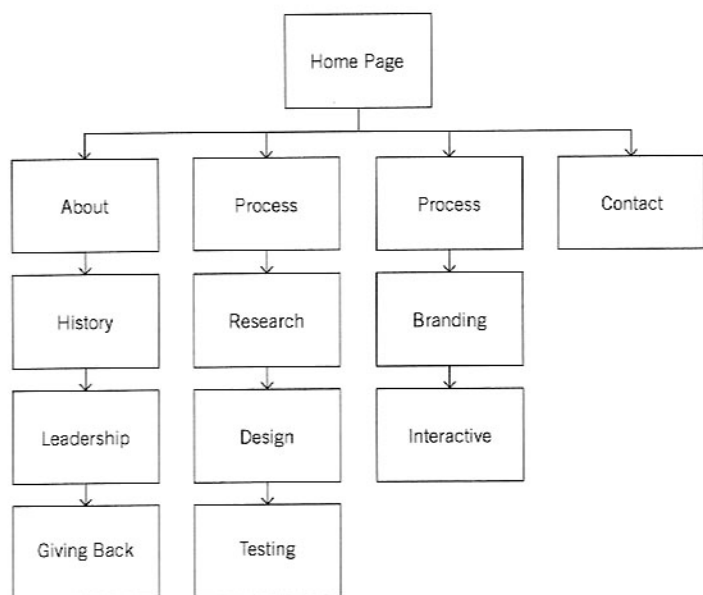 Home Page
About
Process
Process
Contact
History
Research
Branding
Leadership
Design
Interactive
Giving Back
Testing